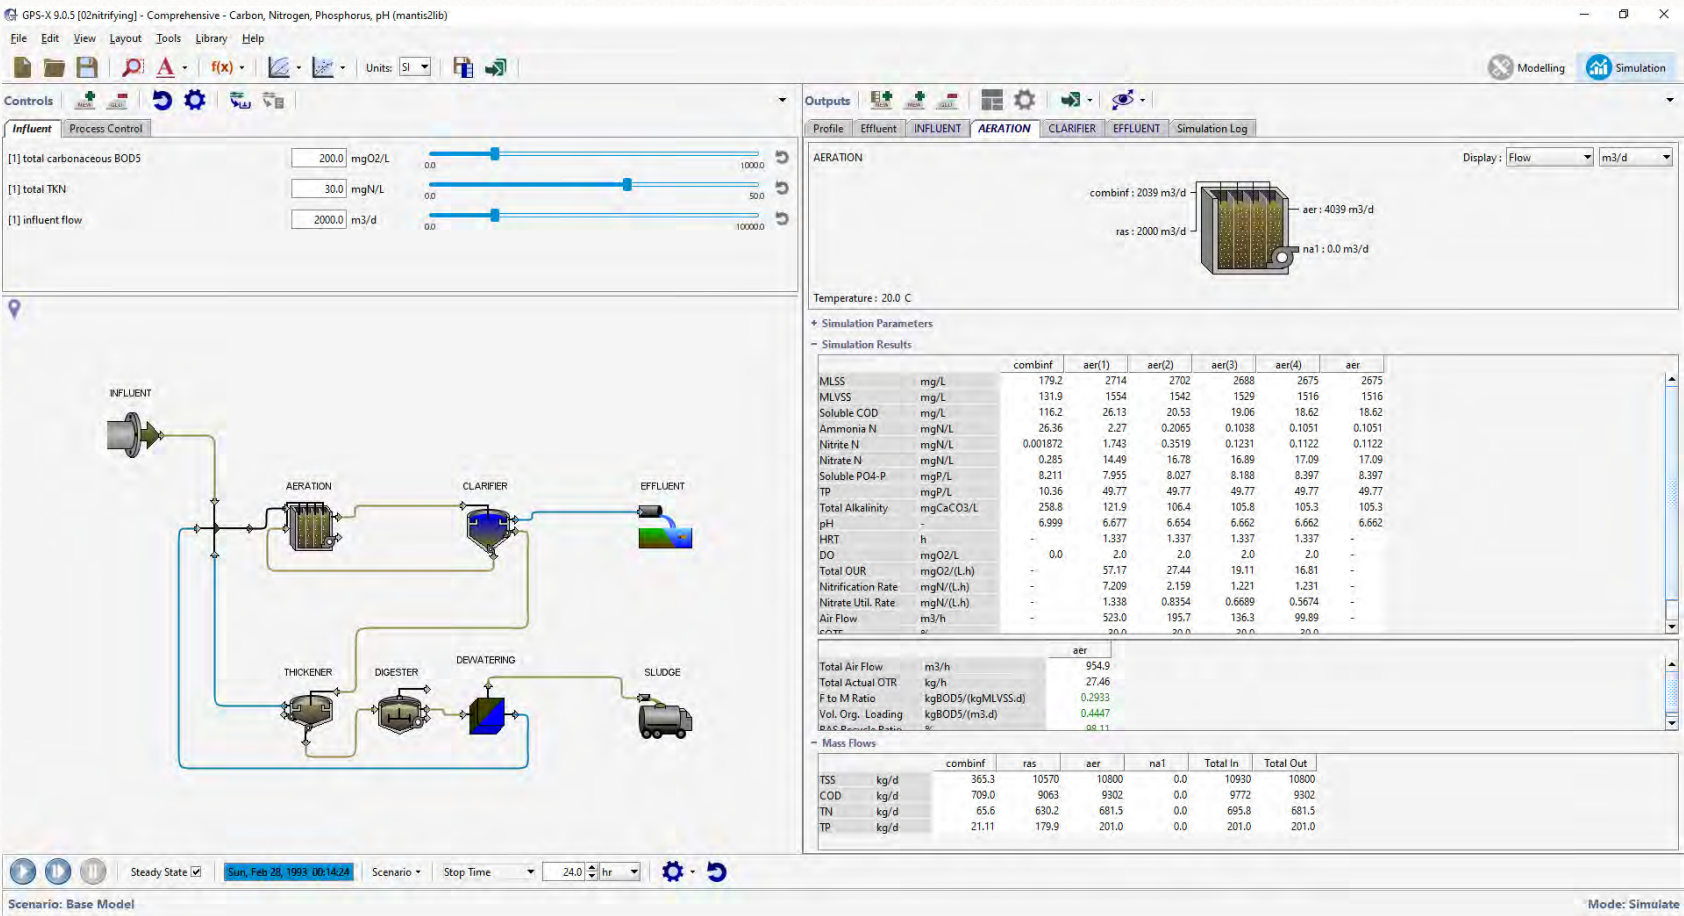 GPS-X 9.0.5 [02nitrifying] - Comprehensive - Carbon, Nitrogen, Phosphorus, pH (mantis2lib)
File Edit View Layout Tools Library Help
f(x) Units: SI Modelling Simulation
Controls
Influent Process Control
[1] total carbonaceous BOD5 200.0 mgO2/L 0.0 1000.0
[1] total TKN 30.0 mgN/L 0.0 50.0
[1] influent flow 2000.0 m3/d 0.0 10000.0
INFLUENT
AERATION CLARIFIER EFFLUENT
THICKENER DIGESTER DEWATERING SLUDGE
Outputs
Profile Effluent INFLUENT AERATION CLARIFIER EFFLUENT Simulation Log
AERATION Display : Flow m3/d
combinf : 2039 m3/d
aer : 4039 m3/d
ras : 2000 m3/d
na1 : 0.0 m3/d
Temperature : 20.0 C
+ Simulation Parameters
- Simulation Results
combinf aer(1) aer(2) aer(3) aer(4) aer
MLSS mg/L 179.2 2714 2702 2688 2675 2675
MLVSS mg/L 131.9 1554 1542 1529 1516 1516
Soluble COD mg/L 116.2 26.13 20.53 19.06 18.62 18.62
Ammonia N mgN/L 26.36 2.27 0.2065 0.1038 0.1051 0.1051
Nitrite N mgN/L 0.001872 1.743 0.3519 0.1231 0.1122 0.1122
Nitrate N mgN/L 0.285 14.49 16.78 16.89 17.09 17.09
Soluble PO4-P mgP/L 8.211 7.955 8.027 8.188 8.397 8.397
TP mgP/L 10.36 49.77 49.77 49.77 49.77 49.77
Total Alkalinity mgCaCO3/L 258.8 121.9 106.4 105.8 105.3 105.3
pH - 6.999 6.677 6.654 6.662 6.662 6.662
HRT h - 1.337 1.337 1.337 1.337 -
DO mgO2/L 0.0 2.0 2.0 2.0 2.0 -
Total OUR mgO2/(L.h) - 57.17 27.44 19.11 16.81 -
Nitrification Rate mgN/(L.h) - 7.209 2.159 1.221 1.231 -
Nitrate Util. Rate mgN/(L.h) - 1.338 0.8354 0.6689 0.5674 -
Air Flow m3/h - 523.0 195.7 136.3 99.89 -
SOTE % 30.0 30.0 30.0 30.0
aer
Total Air Flow m3/h 954.9
Total Actual OTR kg/h 27.46
F to M Ratio kgBOD5/(kgMLVSS.d) 0.2933
Vol. Org. Loading kgBOD5/(m3.d) 0.4447
RAS Recycle Ratio % 98.11
- Mass Flows
combinf ras aer na1 Total In Total Out
TSS kg/d 365.3 10570 10800 0.0 10930 10800
COD kg/d 709.0 9063 9302 0.0 9772 9302
TN kg/d 65.6 630.2 681.5 0.0 695.8 681.5
TP kg/d 21.11 179.9 201.0 0.0 201.0 201.0
Steady State Sun, Feb 28, 1993 00:14:24 Scenario Stop Time 24.0 hr
Scenario: Base Model Mode: Simulate